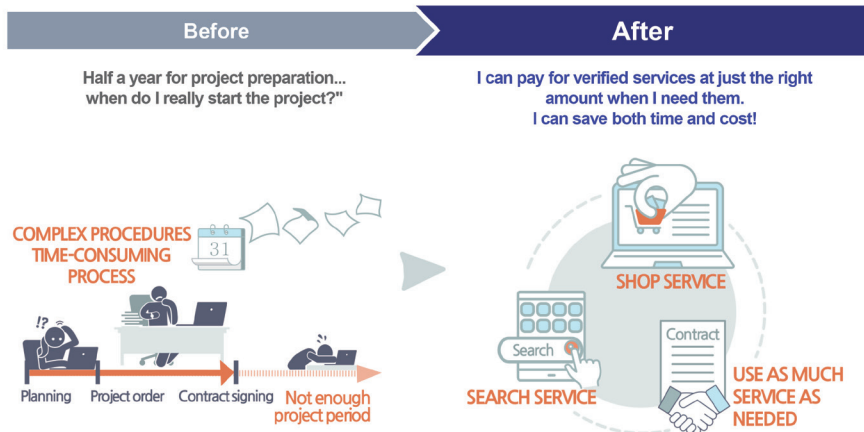 Before
After
Half a year for project preparation...
when do I really start the project?"
I can pay for verified services at just the right
amount when I need them.
I can save both time and cost!
COMPLEX PROCEDURES
TIME-CONSUMING
PROCESS
31
!?
Planning
Project order
Contract signing
Not enough
project period
SHOP SERVICE
Search
SEARCH SERVICE
Contract
USE AS MUCH
SERVICE AS
NEEDED